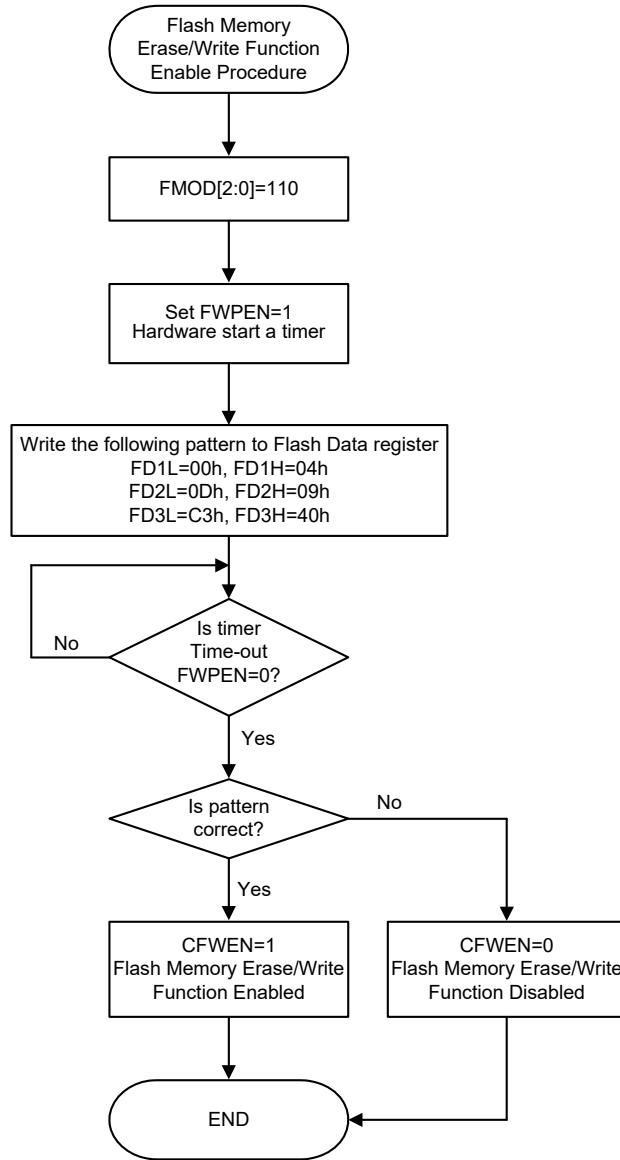 Flash Memory
Erase/Write Function
Enable Procedure
FMOD[2:0]=110
Set FWPEN=1
Hardware start a timer
Write the following pattern to Flash Data register
FD1L=00h, FD1H=04h
FD2L=0Dh, FD2H=09h
FD3L=C3h, FD3H=40h
Is timer
Time-out
FWPEN=0?
No
Yes
Is pattern
correct?
No
Yes
CFWEN=1
Flash Memory Erase/Write
Function Enabled
CFWEN=0
Flash Memory Erase/Write
Function Disabled
END